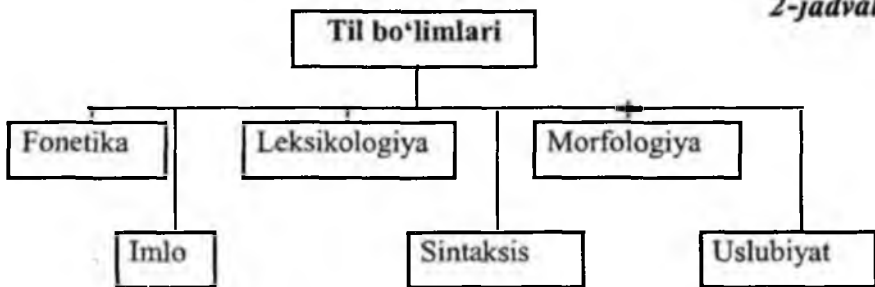 2-jadval
Til bo‘limlari
Fonetika
Leksikologiya
Morfologiya
Imlo
Sintaksis
Uslubiyat